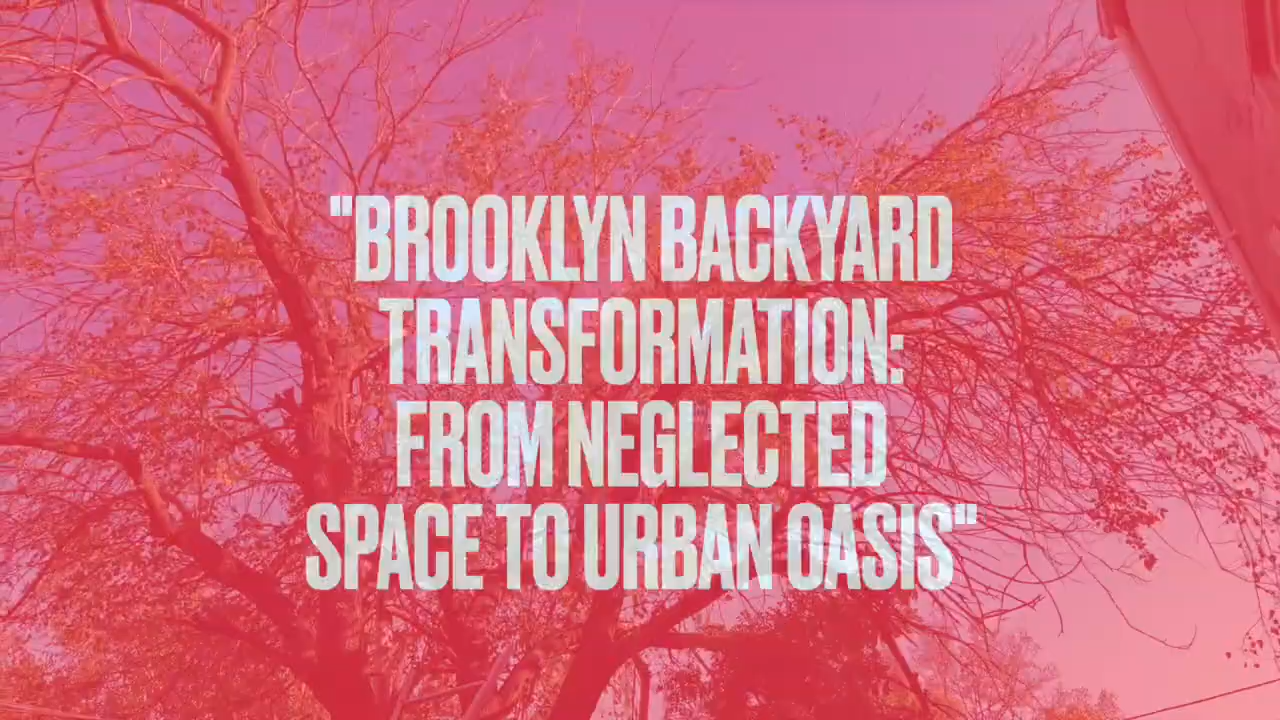 "BROOKLYN BACKYARD
TRANSFORMATION:
FROM NEGLECTED
SPACE TO URBAN OASIS"